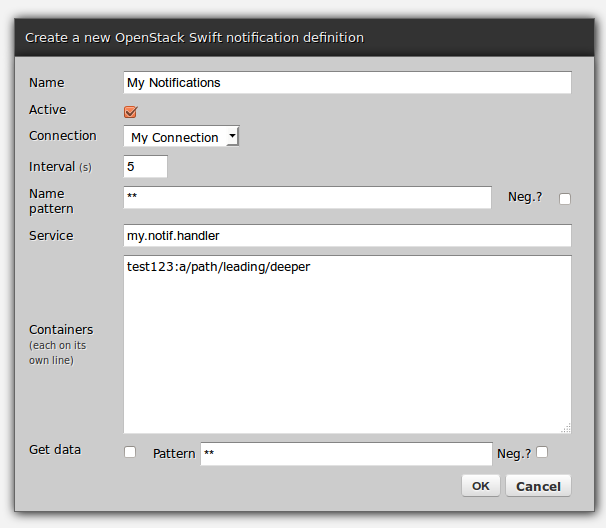 Create a new OpenStack Swift notification definition
Name My Notifications
Active
Connection My Connection
Interval (s) 5
Name pattern ** Neg.?
Service my.notif.handler
Containers (each on its own line) test123:a/path/leading/deeper
Get data Pattern ** Neg.?
OK Cancel